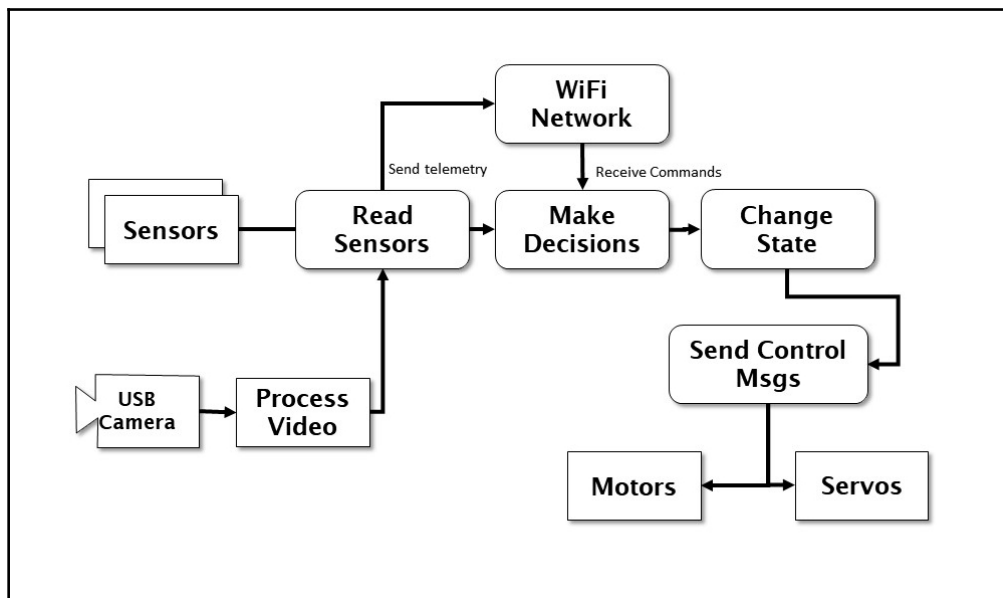 WiFi
Network
Send telemetry
Receive Commands
Sensors
Read
Sensors
Make
Decisions
Change
State
Send Control
Msgs
USB
Camera
Process
Video
Motors
Servos